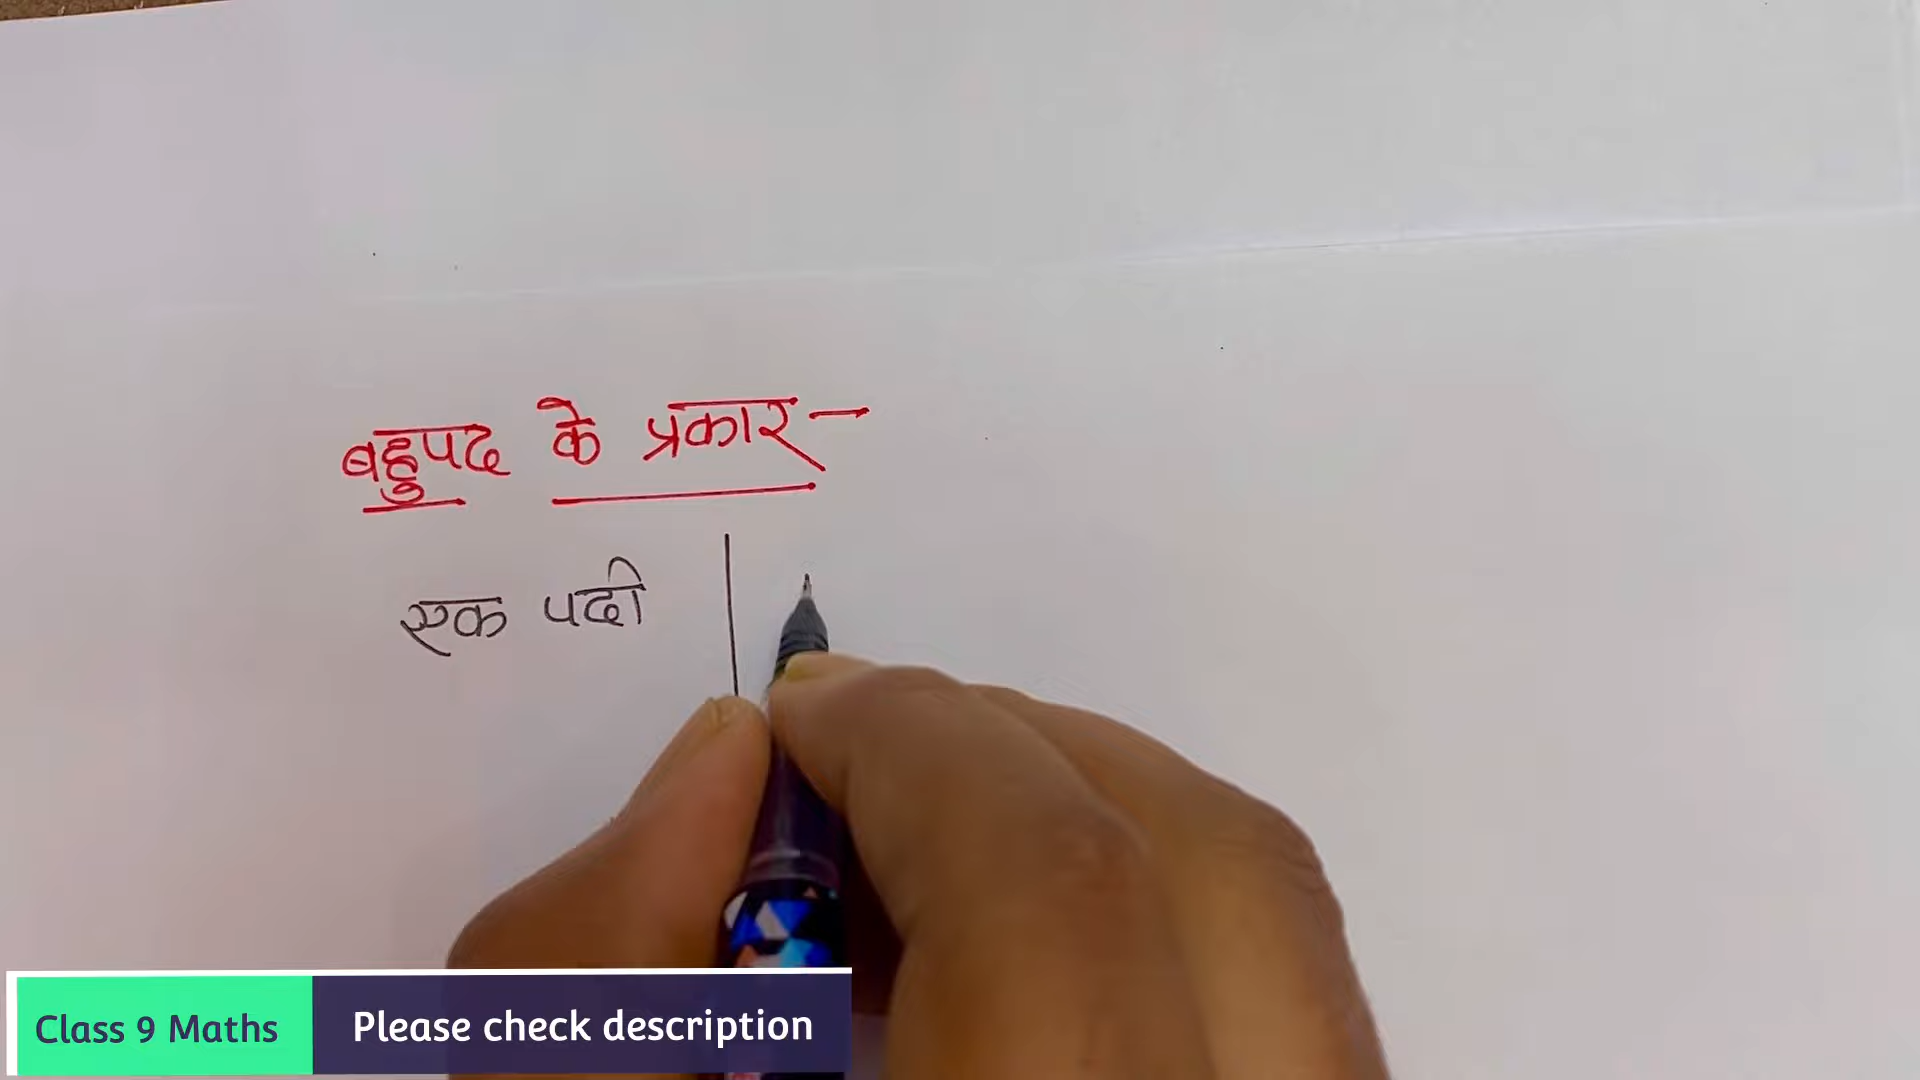 बहुपद के प्रकार –
एक पदी
Class 9 Maths Please check description